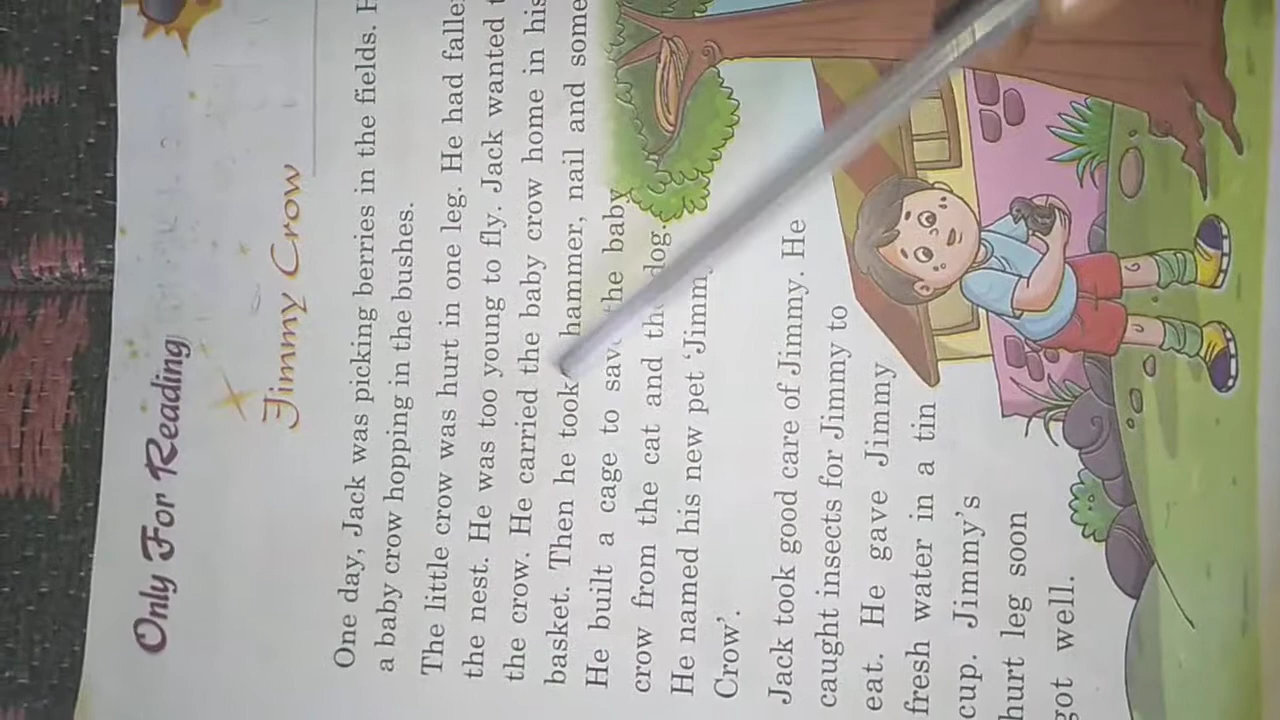 Only For Reading
Jimmy Crow
One day, Jack was picking berries in the fields.
a baby crow hopping in the bushes.
The little crow was hurt in one leg. He had
the nest. He was too young to fly. Jack wanted
the crow. He carried the baby crow home in his
basket. Then he took hammer, nail and some
He built a cage to save the baby
crow from the cat and the dog.
He named his new pet ‘Jimmy
Crow’.
Jack took good care of Jimmy. He
caught insects for Jimmy to
eat. He gave Jimmy
fresh water in a tin
cup. Jimmy's
hurt leg soon
got well.